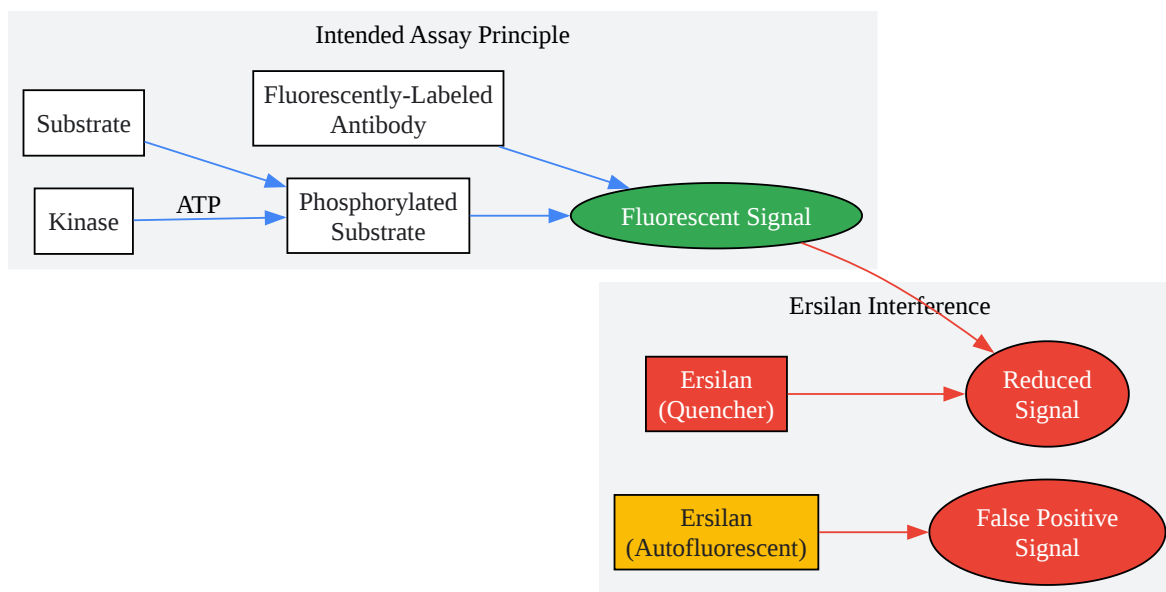 Intended Assay Principle
Fluorescently-Labeled
Antibody
Substrate
Kinase
ATP
Phosphorylated
Substrate
Fluorescent Signal
Ersilan Interference
Ersilan
(Quencher)
Reduced
Signal
Ersilan
(Autofluorescent)
False Positive
Signal